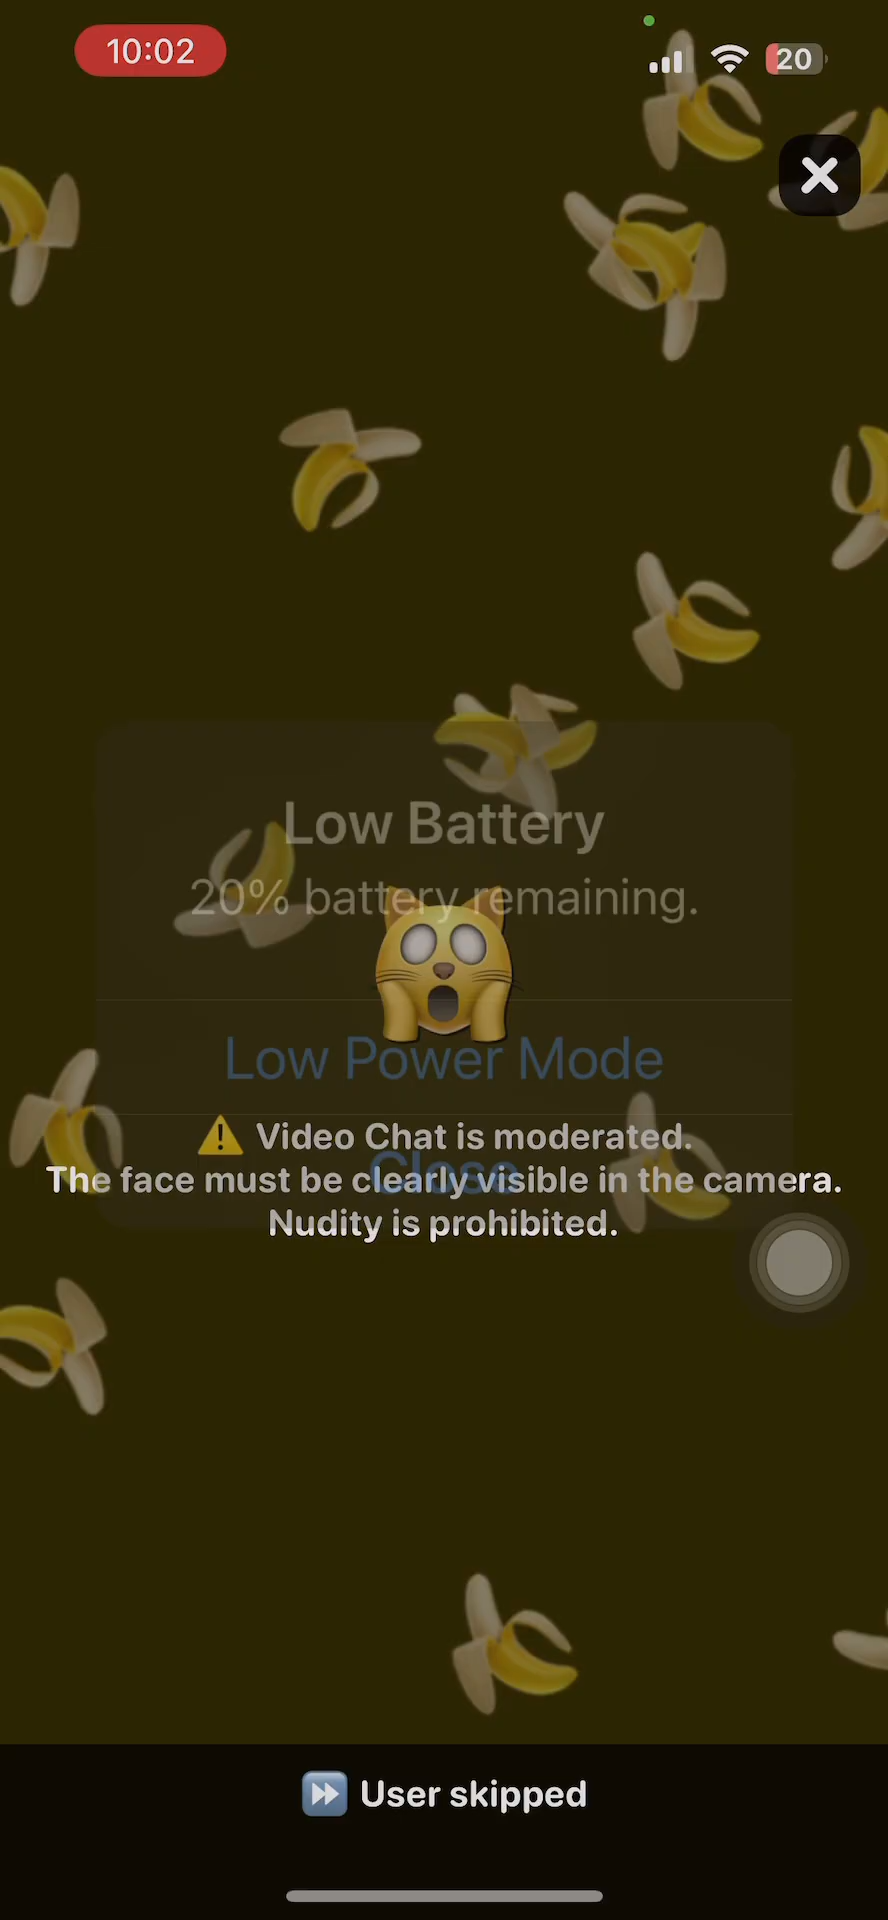 10:02
20
Low Battery
20% battery remaining.
Low Power Mode
Close
⚠️ Video Chat is moderated.
The face must be clearly visible in the camera.
Nudity is prohibited.
⏩ User skipped